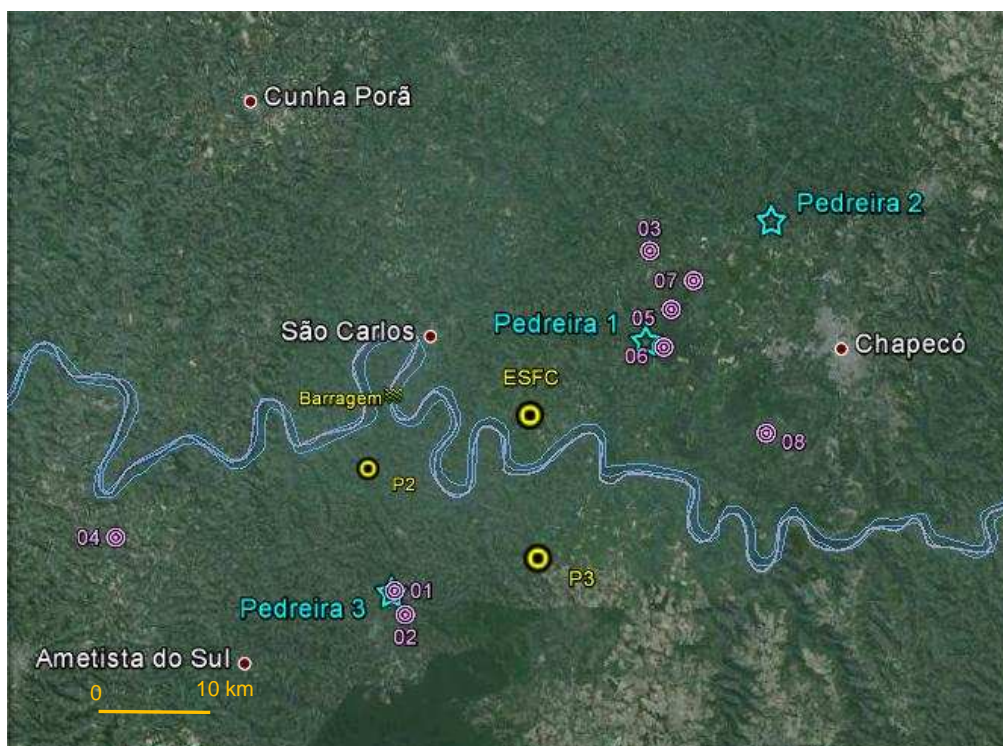 Cunha Porã
Pedreira 2
03
07
São Carlos
Pedreira 1
05
06
Chapecó
ESFC
Barragem
08
P2
04
P3
Pedreira 3
01
02
Ametista do Sul
0
10 km